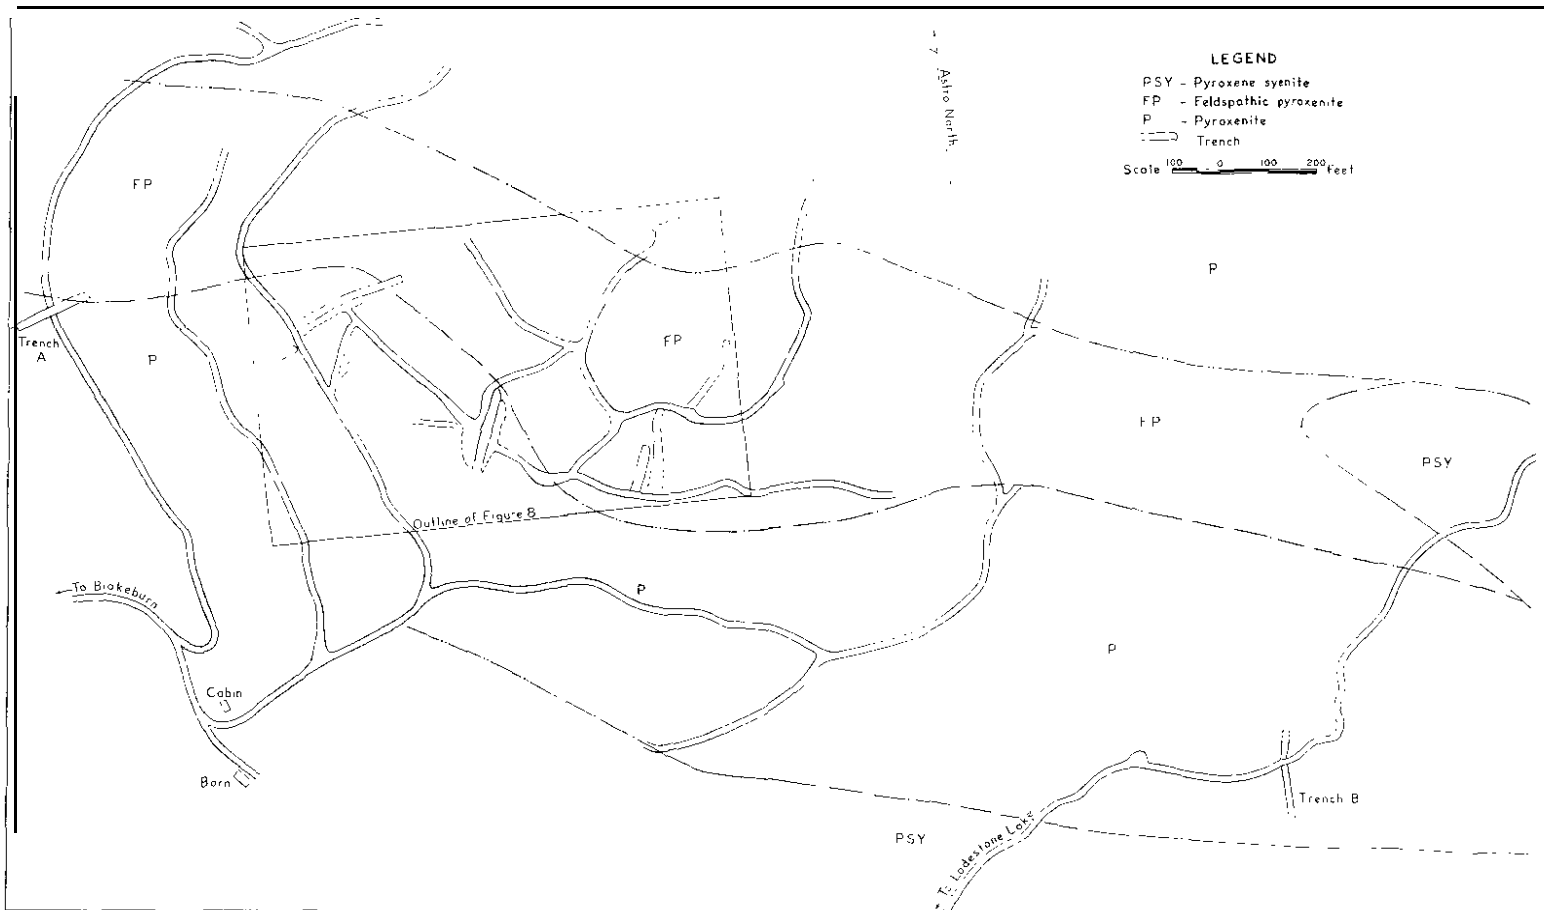 LEGEND
PSY - Pyroxene syenite
FP - Feldspathic pyroxenite
P - Pyroxenite
Trench
Scale 100 0 100 200 feet
Astro North
FP
P
Trench
A
P
FP
FP
PSY
Outline of Figure 8
To Blakeburn
P
P
Cabin
Barn
Trench B
PSY
To Lodestone Lake